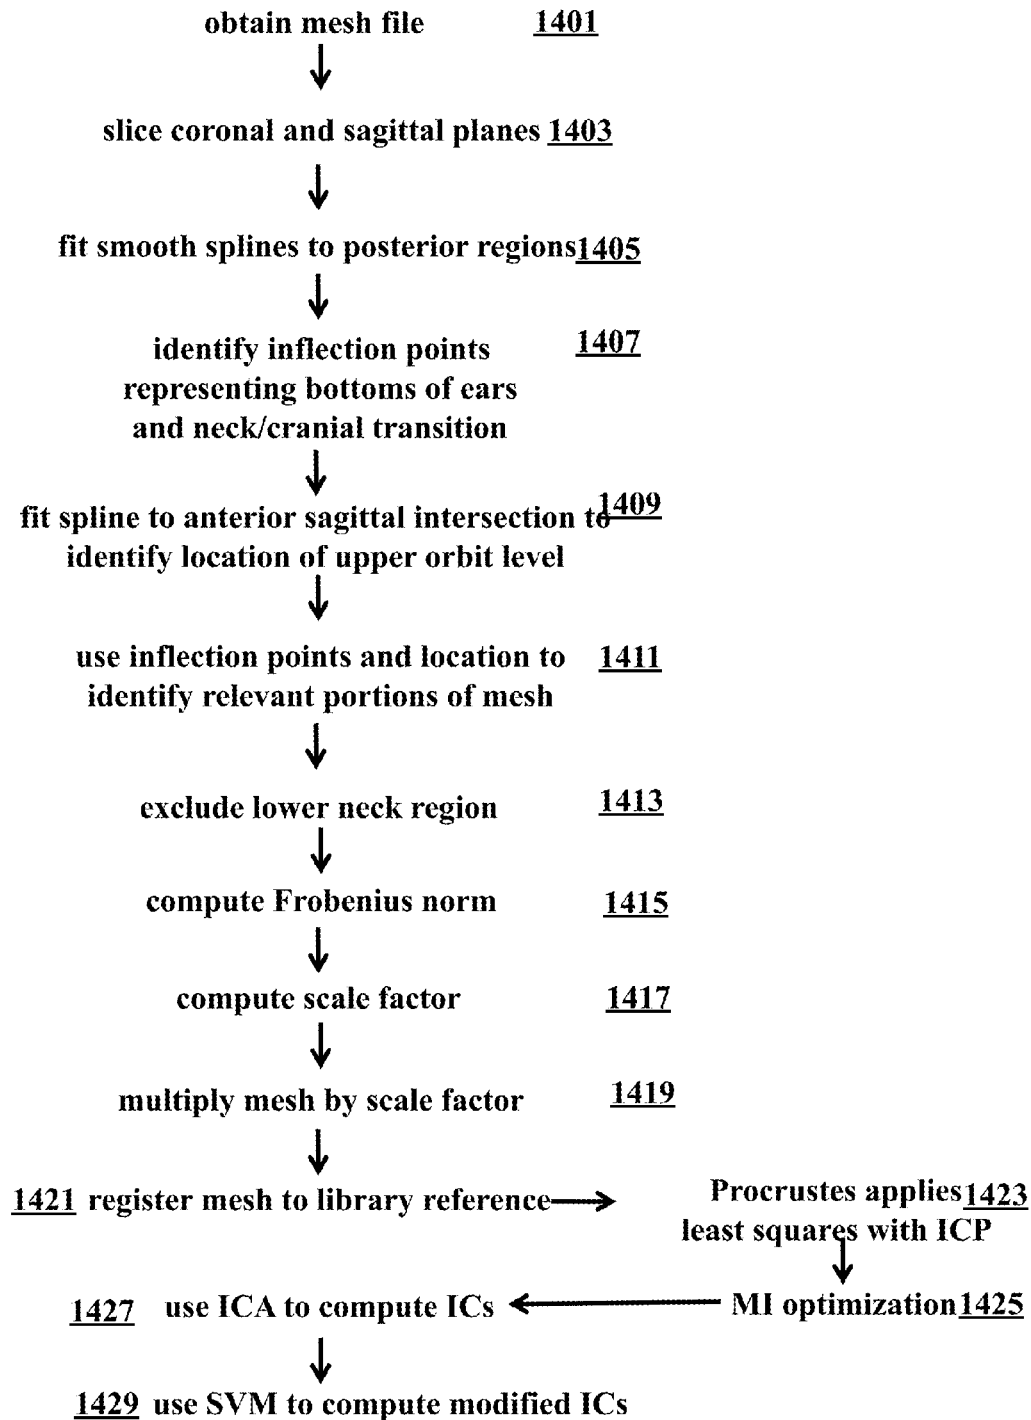 obtain mesh file 1401
slice coronal and sagittal planes 1403
fit smooth splines to posterior regions 1405
identify inflection points 1407
representing bottoms of ears
and neck/cranial transition
fit spline to anterior sagittal intersection to 1409
identify location of upper orbit level
use inflection points and location to 1411
identify relevant portions of mesh
exclude lower neck region 1413
compute Frobenius norm 1415
compute scale factor 1417
multiply mesh by scale factor 1419
1421 register mesh to library reference
Procrustes applies 1423
least squares with ICP
MI optimization 1425
1427 use ICA to compute ICs
1429 use SVM to compute modified ICs